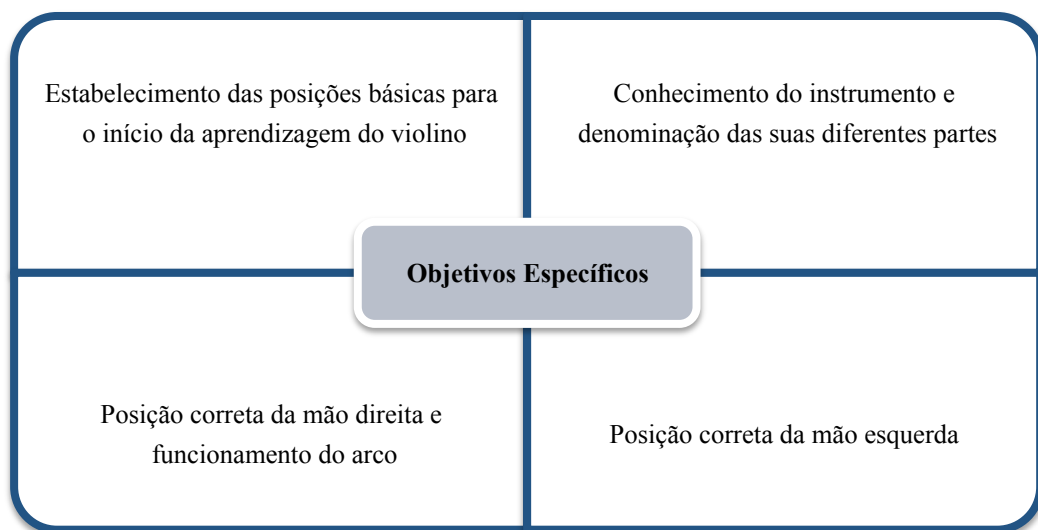 Estabelecimento das posições básicas para
o início da aprendizagem do violino
Conhecimento do instrumento e
denominação das suas diferentes partes
Objetivos Específicos
Posição correta da mão direita e
funcionamento do arco
Posição correta da mão esquerda